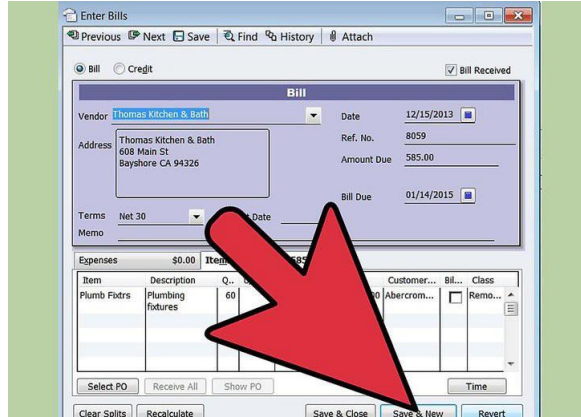 Enter Bills
Previous Next Save Find History Attach
Bill Credit Bill Received
Bill
Vendor Thomas Kitchen & Bath Date 12/15/2013
Address Thomas Kitchen & Bath Ref. No. 8059
608 Main St
Bayshore CA 94326 Amount Due 585.00
Bill Due 01/14/2015
Terms Net 30 Date
Memo
Expenses $0.00
Item Description Q.. Customer... Bil... Class
Plumb Fixtrs Plumbing 60 Abercrom... Remo...
fixtures
Select PO Receive All Show PO Time
Clear Splits Recalculate Save & Close Save & New Revert